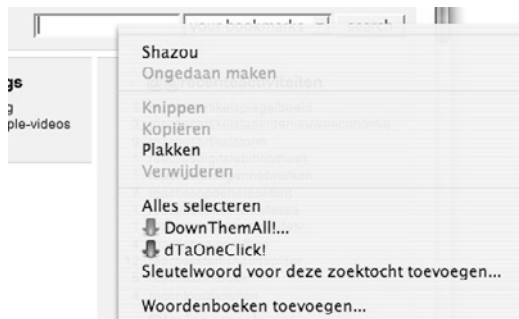 your bookmarks search
Shazou
Ongedaan maken
Knippen
Kopiëren
Plakken
Verwijderen
Alles selecteren
DownThemAll!...
dTaOneClick!
Sleutelwoord voor deze zoektocht toevoegen...
Woordenboeken toevoegen...
gs
g
ple-videos